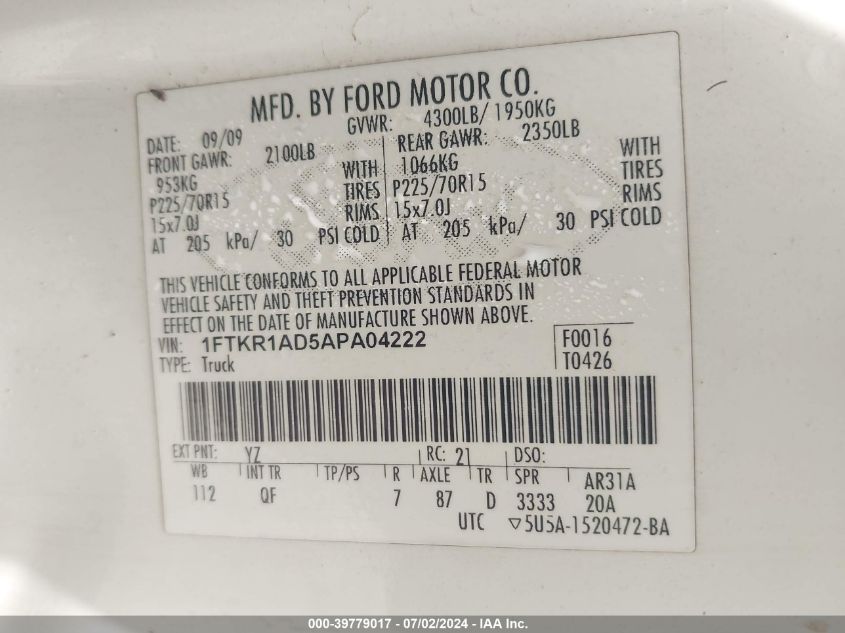 MFD. BY FORD MOTOR CO.
DATE: 09/09 GVWR: 4300LB/ 1950KG
FRONT GAWR: 2100LB REAR GAWR: 2350LB
953KG WITH 1066KG WITH
P225/70R15 TIRES P225/70R15 TIRES
15x7.0J RIMS 15x7.0J RIMS
AT 205 kPa/ 30 PSI COLD AT 205 kPa/ 30 PSI COLD
THIS VEHICLE CONFORMS TO ALL APPLICABLE FEDERAL MOTOR
VEHICLE SAFETY AND THEFT PREVENTION STANDARDS IN
EFFECT ON THE DATE OF MANUFACTURE SHOWN ABOVE.
VIN: 1FTKR1AD5APA04222 F0016
TYPE: Truck T0426
EXT PNT: YZ RC: 21 DSO:
WB INT TR TP/PS R AXLE TR SPR AR31A
112 QF 7 87 D 3333 20A
UTC ▽5U5A-1520472-BA
000-39779017 - 07/02/2024 - IAA Inc.